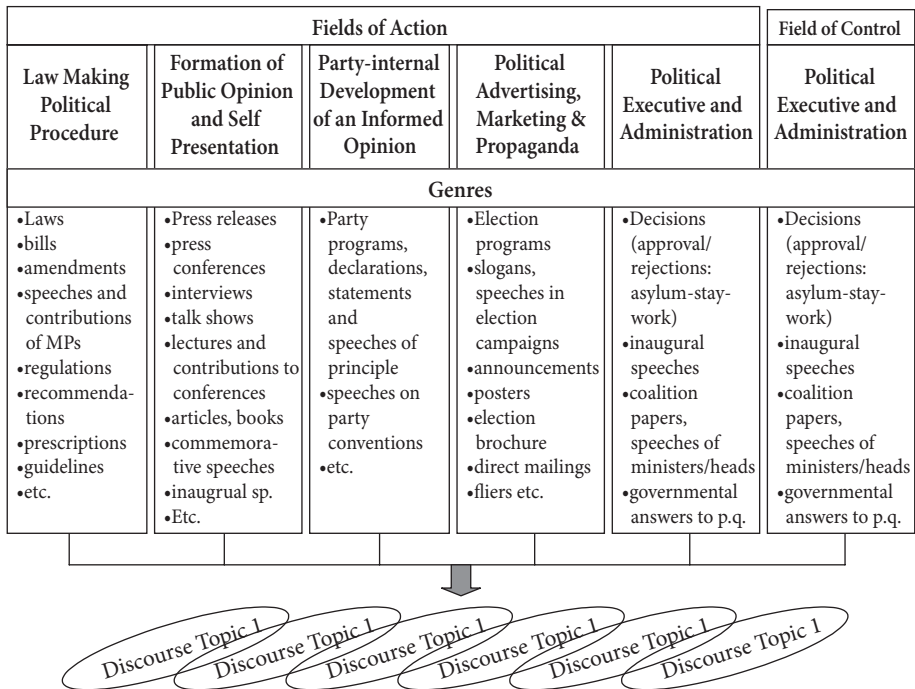 Fields of Action
Field of Control
Law Making
Political
Procedure
Formation of
Public Opinion
and Self
Presentation
Party-internal
Development
of an Informed
Opinion
Political
Advertising,
Marketing &
Propaganda
Political
Executive and
Administration
Political
Executive and
Administration
Genres
•Laws
•bills
•amendments
•speeches and
contributions
of MPs
•regulations
•recommenda-
tions
•prescriptions
•guidelines
•etc.
•Press releases
•press
conferences
•interviews
•talk shows
•lectures and
contributions to
conferences
•articles, books
•commemora-
tive speeches
•inaugrual sp.
•Etc.
•Party
programs,
declarations,
statements
and
speeches of
principle
•speeches on
party
conventions
•etc.
•Election
programs
•slogans,
speeches in
election
campaigns
•announcements
•posters
•election
brochure
•direct mailings
•fliers etc.
•Decisions
(approval/
rejections:
asylum-stay-
work)
•inaugural
speeches
•coalition
papers,
speeches of
ministers/heads
•governmental
answers to p.q.
•Decisions
(approval/
rejections:
asylum-stay-
work)
•inaugural
speeches
•coalition
papers,
speeches of
ministers/heads
•governmental
answers to p.q.
Discourse Topic 1
Discourse Topic 1
Discourse Topic 1
Discourse Topic 1
Discourse Topic 1
Discourse Topic 1